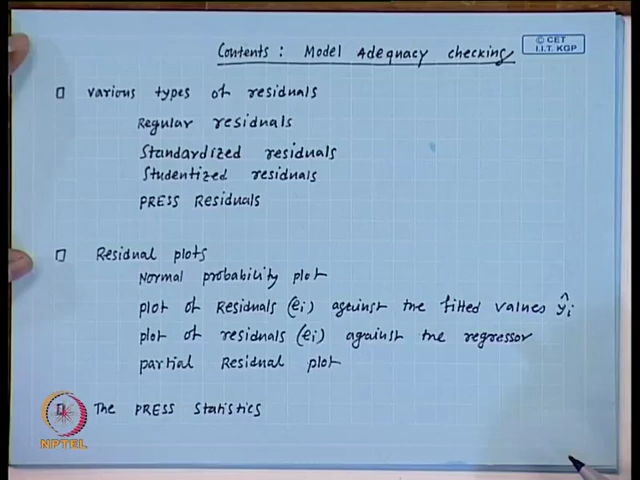 © CET
I.I.T. KGP
Contents : Model Adequacy checking
various types of residuals
Regular residuals
Standardized residuals
Studentized residuals
PRESS Residuals
Residual plots
Normal probability plot
plot of Residuals (ei) against the fitted values ŷi
plot of residuals (ei) against the regressor
partial Residual plot
The PRESS Statistics
NPTEL